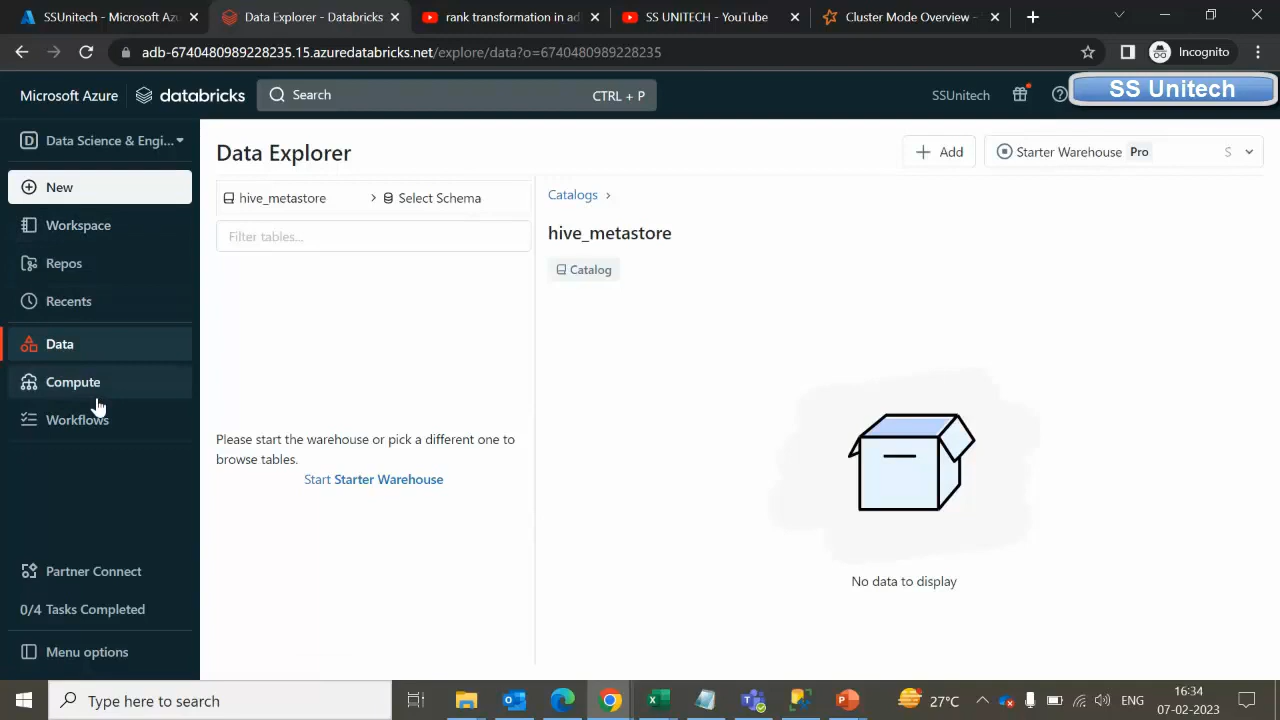 SSUnitech - Microsoft Azu
Data Explorer - Databricks
rank transformation in ad
SS UNITECH - YouTube
Cluster Mode Overview -
adb-6740480989228235.15.azuredatabricks.net/explore/data?o=6740480989228235
Incognito
Microsoft Azure
databricks
Search
CTRL + P
SSUnitech
SS Unitech
Data Science & Engi...
New
Workspace
Repos
Recents
Data
Compute
Workflows
Partner Connect
0/4 Tasks Completed
Menu options
Data Explorer
Add
Starter Warehouse Pro S
hive_metastore
Select Schema
Filter tables...
Please start the warehouse or pick a different one to
browse tables.
Start Starter Warehouse
Catalogs
hive_metastore
Catalog
No data to display
Type here to search
27°C
ENG
16:34
07-02-2023